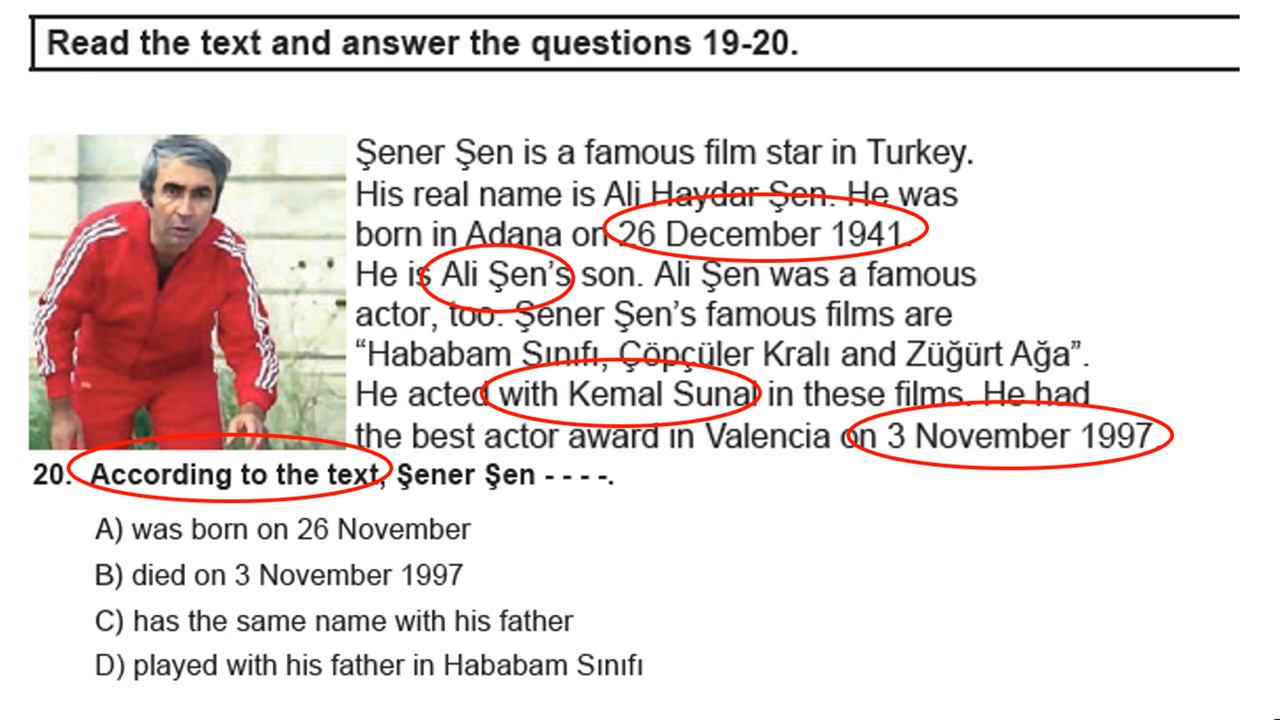 Read the text and answer the questions 19-20.
Şener Şen is a famous film star in Turkey.
His real name is Ali Haydar Şen. He was
born in Adana on 26 December 1941.
He is Ali Şen’s son. Ali Şen was a famous
actor, too. Şener Şen’s famous films are
“Hababam Sınıfı, Çöpçüler Kralı and Züğürt Ağa”.
He acted with Kemal Sunal in these films. He had
the best actor award in Valencia on 3 November 1997.
20. According to the text, Şener Şen - - - -.
A) was born on 26 November
B) died on 3 November 1997
C) has the same name with his father
D) played with his father in Hababam Sınıfı